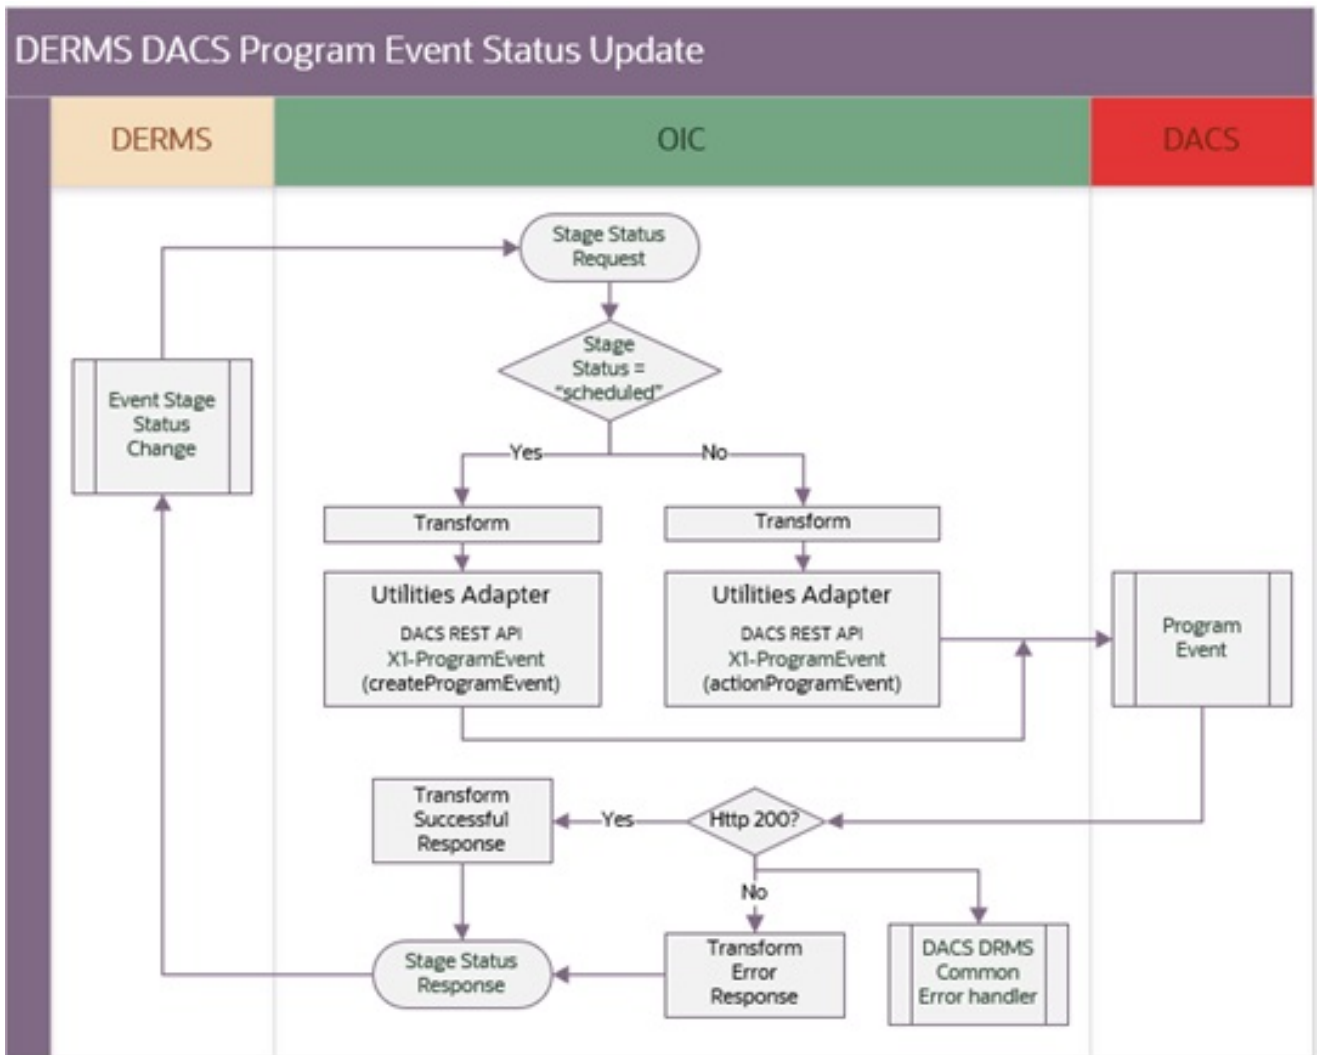 DERMS DACS Program Event Status Update
DERMS
OIC
DACS
Stage Status
Request
Stage
Status =
“scheduled”
Event Stage
Status
Change
Yes
No
Transform
Transform
Utilities Adapter
DACS REST API
X1-ProgramEvent
(createProgramEvent)
Utilities Adapter
DACS REST API
X1-ProgramEvent
(actionProgramEvent)
Program
Event
Transform
Successful
Response
Yes
Http 200?
No
Stage Status
Response
Transform
Error
Response
DACS DRMS
Common
Error handler